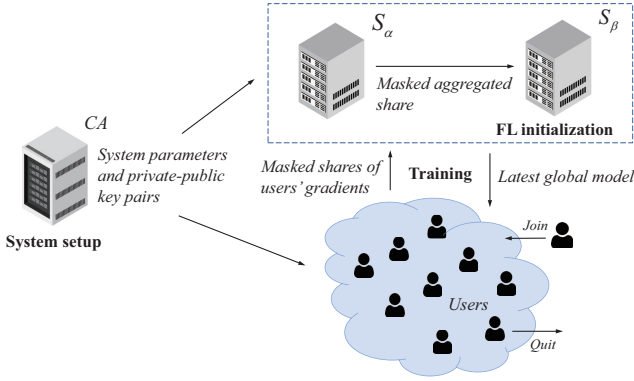 S_α
S_β
Masked aggregated
share
FL initialization
CA
System parameters
and private-public
key pairs
System setup
Masked shares of
users' gradients
Training
Latest global model
Join
Users
Quit